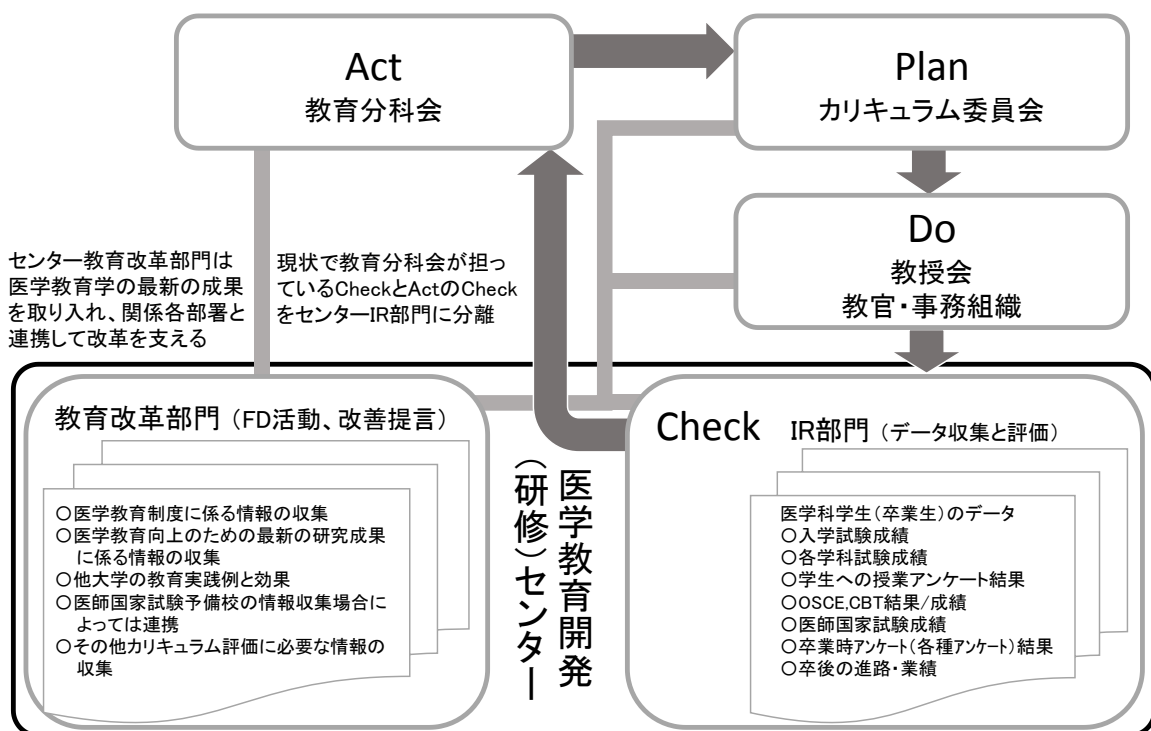 Act
教育分科会
Plan
カリキュラム委員会
Do
教授会
教官・事務組織
センター教育改革部門は
医学教育学の最新の成果
を取り入れ、関係各部署と
連携して改革を支える
現状で教育分科会が担っ
ているCheckとActのCheck
をセンターIR部門に分離
教育改革部門（FD活動、改善提言）
○医学教育制度に係る情報の収集
○医学教育向上のための最新の研究成果
に係る情報の収集
○他大学の教育実践例と効果
○医師国家試験予備校の情報収集場合に
よっては連携
○その他カリキュラム評価に必要な情報の
収集
医学教育開発
（研修）センター
Check IR部門（データ収集と評価）
医学科学生（卒業生）のデータ
○入学試験成績
○各学科試験成績
○学生への授業アンケート結果
○OSCE,CBT結果/成績
○医師国家試験成績
○卒業時アンケート（各種アンケート）結果
○卒後の進路・業績